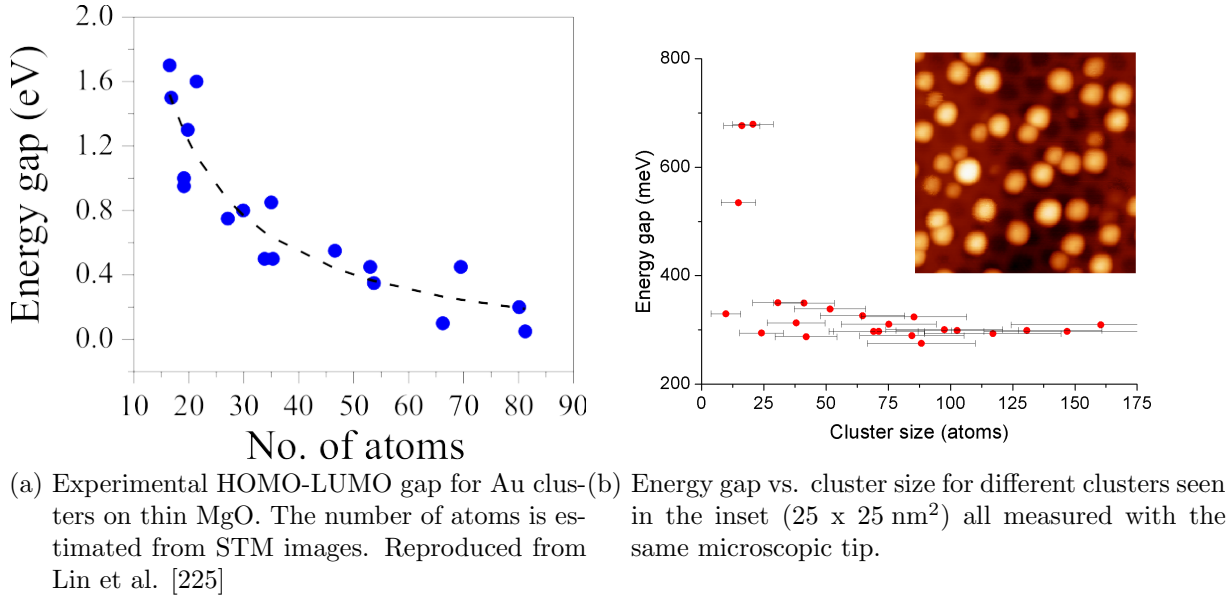 2.0
1.6
1.2
0.8
0.4
0.0
Energy gap (eV)
10 20 30 40 50 60 70 80 90
No. of atoms
800
600
400
200
Energy gap (meV)
0 25 50 75 100 125 150 175
Cluster size (atoms)
(a) Experimental HOMO-LUMO gap for Au clus-
ters on thin MgO. The number of atoms is es-
timated from STM images. Reproduced from
Lin et al. [225]
(b) Energy gap vs. cluster size for different clusters seen
in the inset (25 x 25 nm²) all measured with the
same microscopic tip.